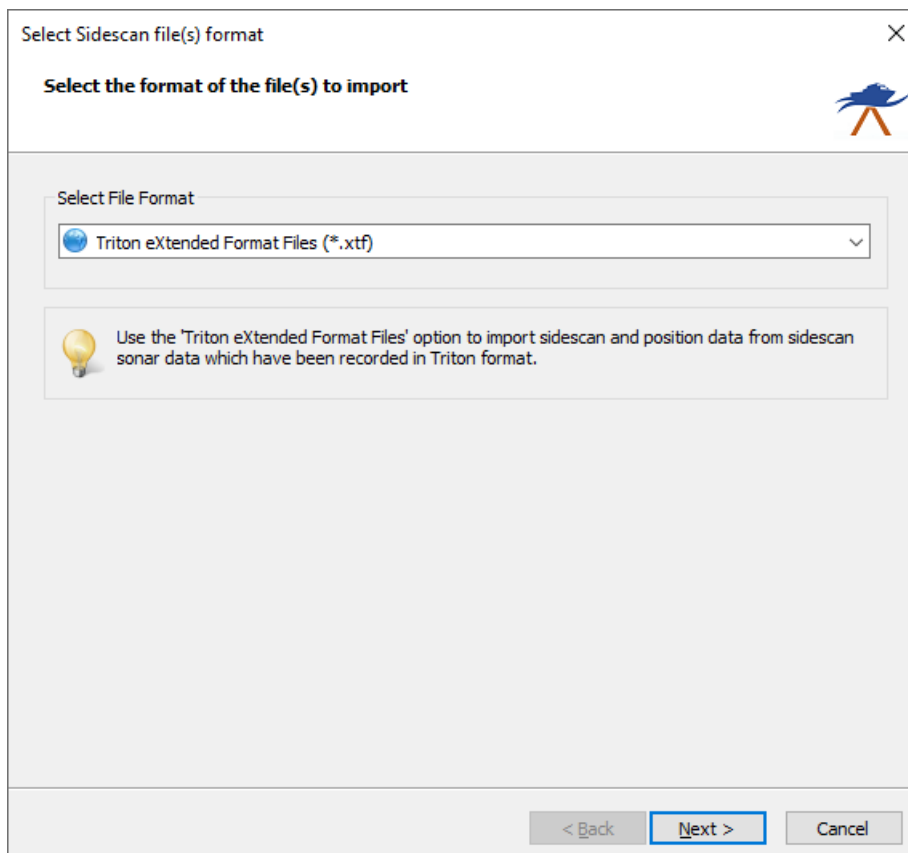 Select Sidescan file(s) format
Select the format of the file(s) to import
Select File Format
Triton eXtended Format Files (*.xtf)
Use the 'Triton eXtended Format Files' option to import sidescan and position data from sidescan
sonar data which have been recorded in Triton format.
< Back
Next >
Cancel